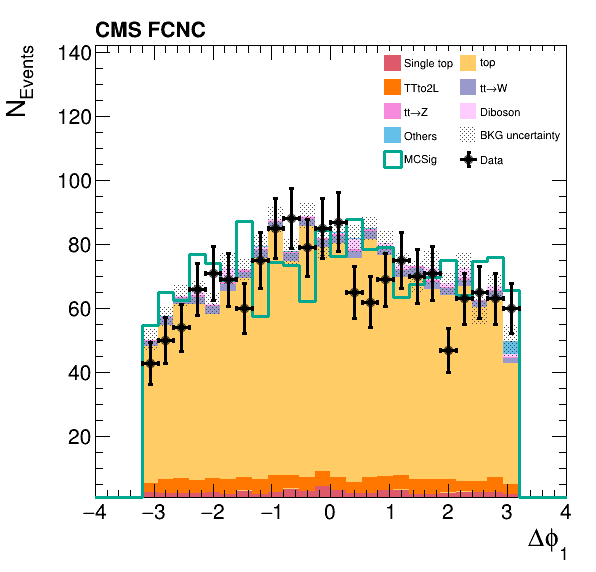 CMS FCNC
N_Events
140
120
100
80
60
40
20
Single top
top
TTto2L
tt→W
tt→Z
Diboson
Others
BKG uncertainty
MCSig
Data
−4 −3 −2 −1 0 1 2 3 4
Δϕ_1